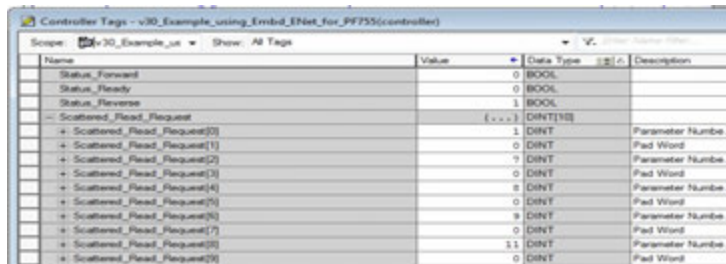 Controller Tags - v30_Example_using_Embd_ENet_for_PF755(controller)
Scope: v30_Example_us Show: All Tags
Name Value Data Type Description
Status_Forward 0 BOOL
Status_Ready 0 BOOL
Status_Reverse 1 BOOL
- Scattered_Read_Request {...} DINT[10]
+ Scattered_Read_Request[0] 1 DINT Parameter Numbe
+ Scattered_Read_Request[1] 0 DINT Pad Word
+ Scattered_Read_Request[2] 7 DINT Parameter Numbe
+ Scattered_Read_Request[3] 0 DINT Pad Word
+ Scattered_Read_Request[4] 8 DINT Parameter Numbe
+ Scattered_Read_Request[5] 0 DINT Pad Word
+ Scattered_Read_Request[6] 9 DINT Parameter Numbe
+ Scattered_Read_Request[7] 0 DINT Pad Word
+ Scattered_Read_Request[8] 11 DINT Parameter Numbe
+ Scattered_Read_Request[9] 0 DINT Pad Word